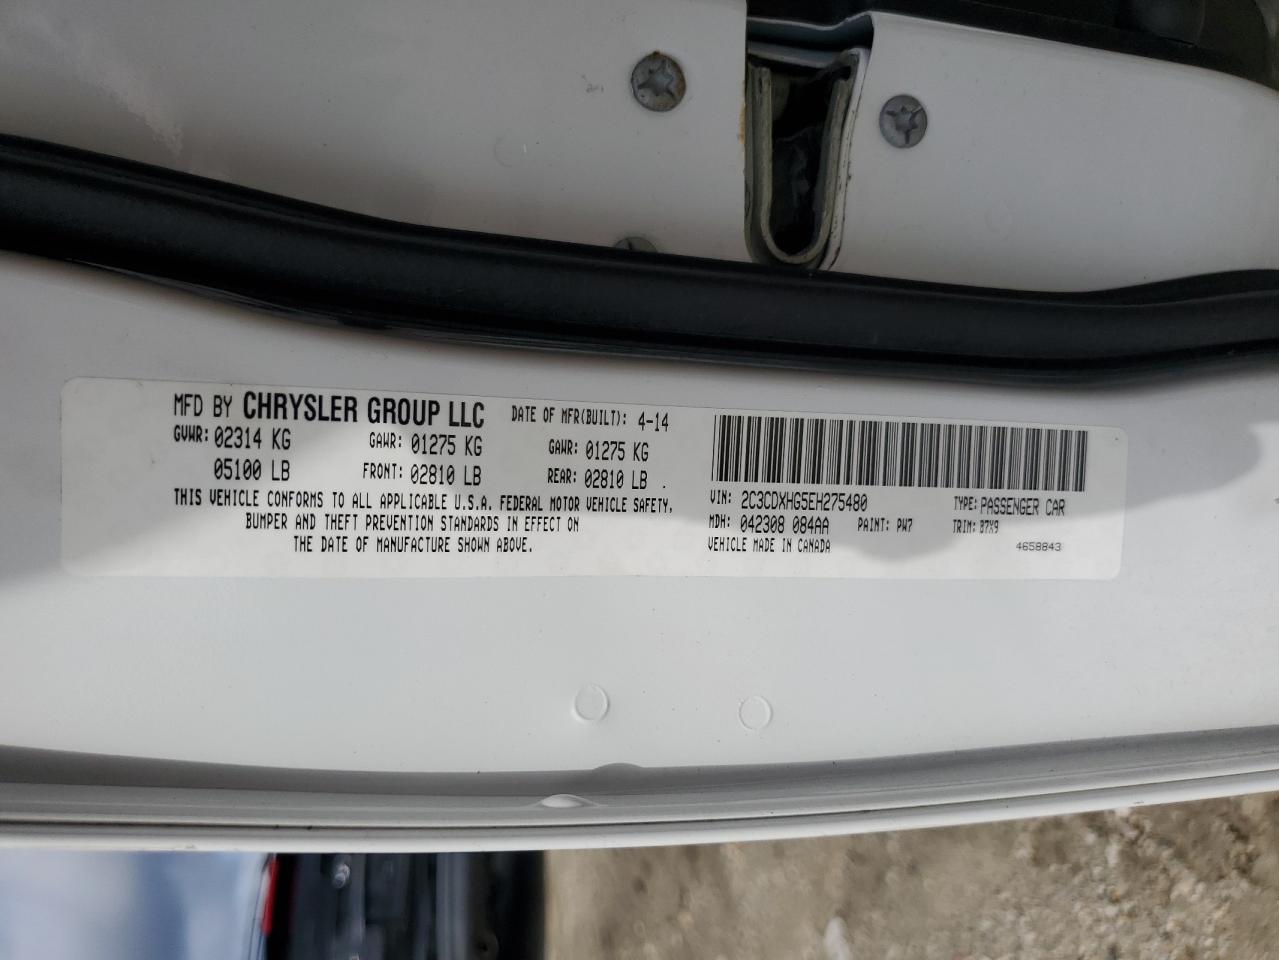 MFD BY CHRYSLER GROUP LLC DATE OF MFR(BUILT): 4-14
GVWR: 02314 KG GAWR: 01275 KG GAWR: 01275 KG
05100 LB FRONT: 02810 LB REAR: 02810 LB .
THIS VEHICLE CONFORMS TO ALL APPLICABLE U.S.A. FEDERAL MOTOR VEHICLE SAFETY,
BUMPER AND THEFT PREVENTION STANDARDS IN EFFECT ON
THE DATE OF MANUFACTURE SHOWN ABOVE.
VIN: 2C3CDXHG5EH275480 TYPE: PASSENGER CAR
MDH: 042308 084AA PAINT: PW7 TRIM: B7X9
VEHICLE MADE IN CANADA 4658843